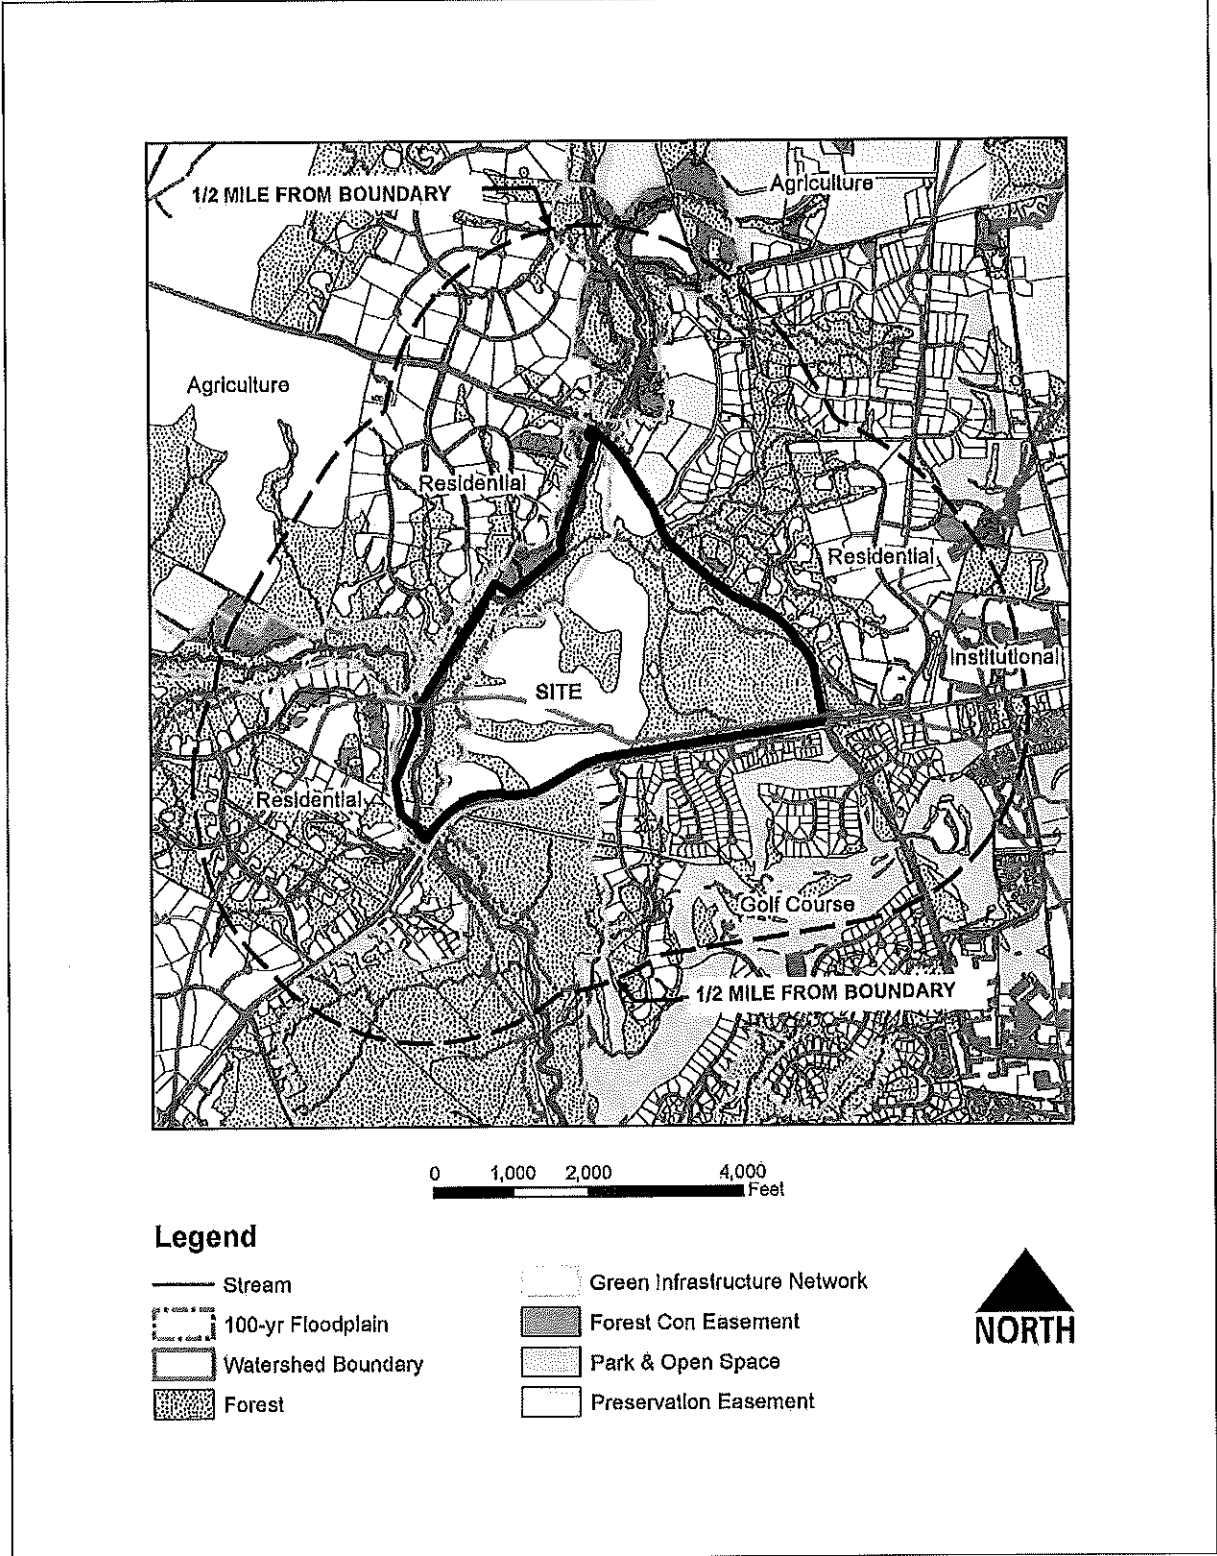 Agriculture
1/2 MILE FROM BOUNDARY
Agriculture
Residential
Residential
Institutional
SITE
Residential
Golf Course
1/2 MILE FROM BOUNDARY
0 1,000 2,000 4,000
Feet
Legend
Stream
100-yr Floodplain
Watershed Boundary
Forest
Green Infrastructure Network
Forest Con Easement
Park & Open Space
Preservation Easement
NORTH